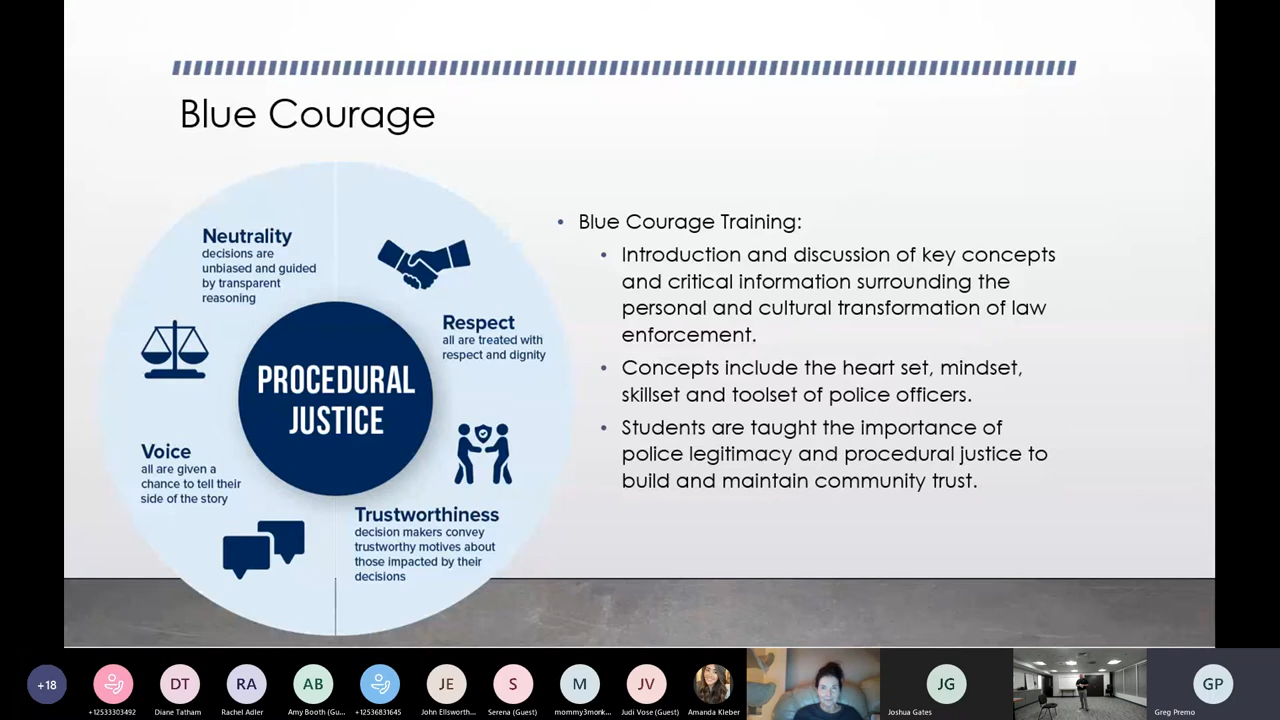 Blue Courage
Neutrality
decisions are
unbiased and guided
by transparent
reasoning
Respect
all are treated with
respect and dignity
PROCEDURAL
JUSTICE
Voice
all are given a
chance to tell their
side of the story
Trustworthiness
decision makers convey
trustworthy motives about
those impacted by their
decisions
• Blue Courage Training:
• Introduction and discussion of key concepts
and critical information surrounding the
personal and cultural transformation of law
enforcement.
• Concepts include the heart set, mindset,
skillset and toolset of police officers.
• Students are taught the importance of
police legitimacy and procedural justice to
build and maintain community trust.
+18
+12533303492
DT
Diane Tatham
RA
Rachel Adler
AB
Amy Booth (Gu...
+12536831645
JE
John Ellsworth...
S
Serena (Guest)
M
mommy3monk...
JV
Judi Vose (Guest)
Amanda Kleber
JG
Joshua Gates
GP
Greg Premo